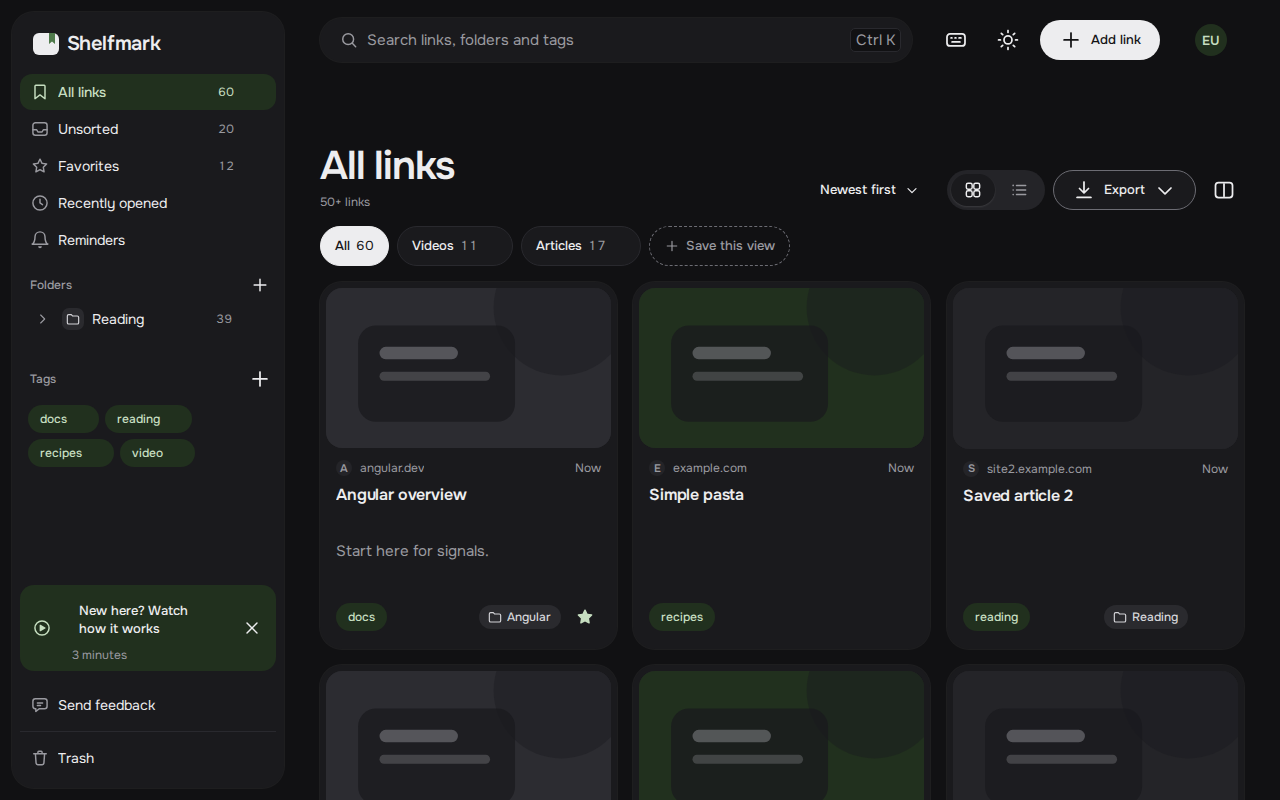 Shelfmark
All links 60
Unsorted 20
Favorites 12
Recently opened
Reminders
Folders
Reading 39
Tags
docs reading
recipes video
New here? Watch
how it works
3 minutes
Send feedback
Trash
Search links, folders and tags Ctrl K
Add link
EU
All links
50+ links
Newest first
Export
All 60
Videos 11
Articles 17
Save this view
A angular.dev Now
Angular overview
Start here for signals.
docs Angular
E example.com Now
Simple pasta
recipes
S site2.example.com Now
Saved article 2
reading Reading